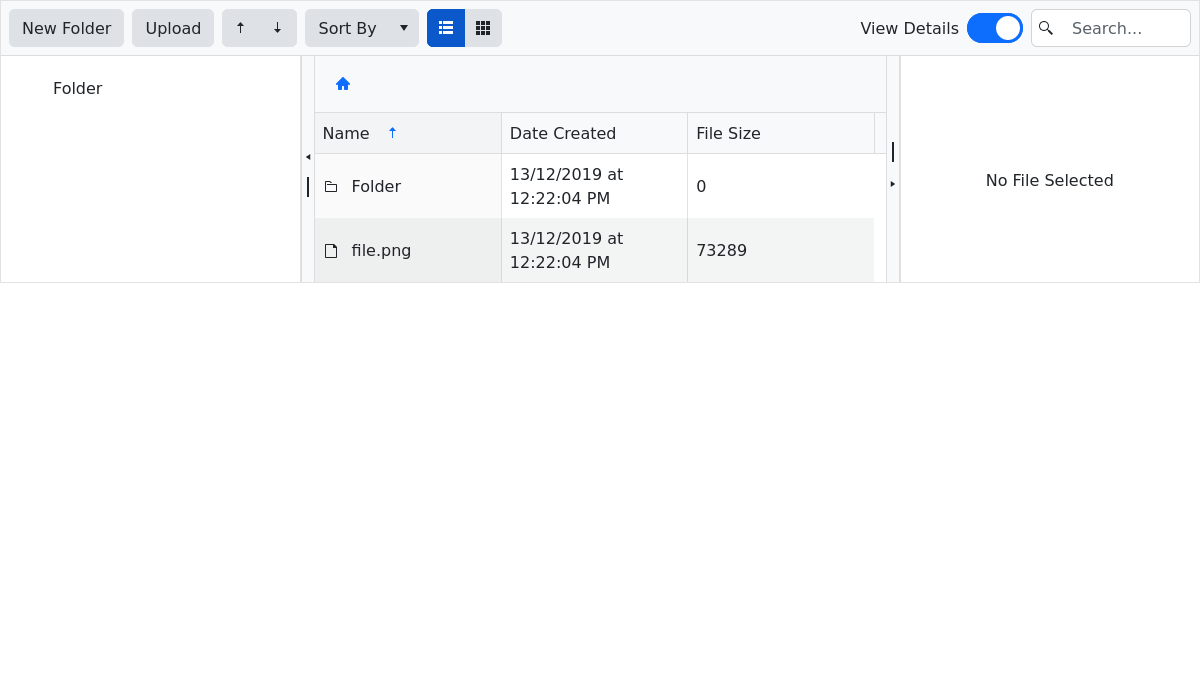 New Folder Upload Sort By View Details Search...
Folder
Name Date Created File Size
Folder 13/12/2019 at 12:22:04 PM 0
file.png 13/12/2019 at 12:22:04 PM 73289
No File Selected